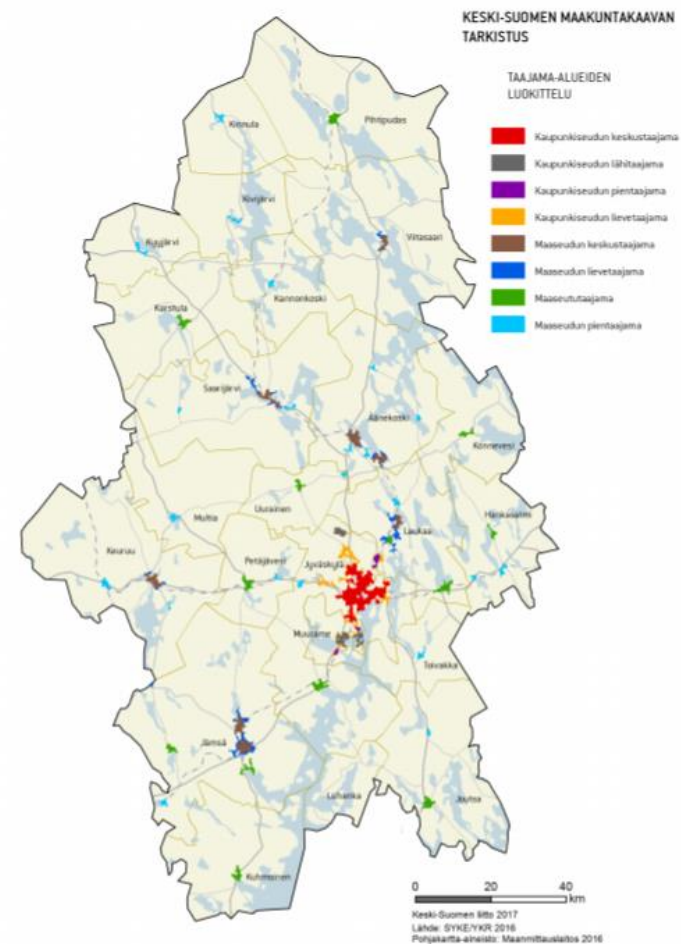 KESKI-SUOMEN MAAKUNTAKAAVAN
TARKISTUS
TAAJAMA-ALUEIDEN
LUOKITTELU
Kaupunkiseudun keskustaajama
Kaupunkiseudun lähitaajama
Kaupunkiseudun pientaajama
Kaupunkiseudun lievetaajama
Maaseudun keskustaajama
Maaseudun lievetaajama
Maaseututaajama
Maaseudun pientaajama
Kinnula
Pihtipudas
Kivijärvi
Viitasaari
Kyyjärvi
Kannonkoski
Karstula
Saarijärvi
Äänekoski
Konnevesi
Uurainen
Multia
Hankasalmi
Laukaa
Keuruu
Petäjävesi
Jyväskylä
Muurame
Toivakka
Jämsä
Luhanka
Joutsa
Kuhmoinen
0 20 40
km
Keski-Suomen liitto 2017
Lähde: SYKE/YKR 2016
Pohjakartta-aineisto: Maanmittauslaitos 2016